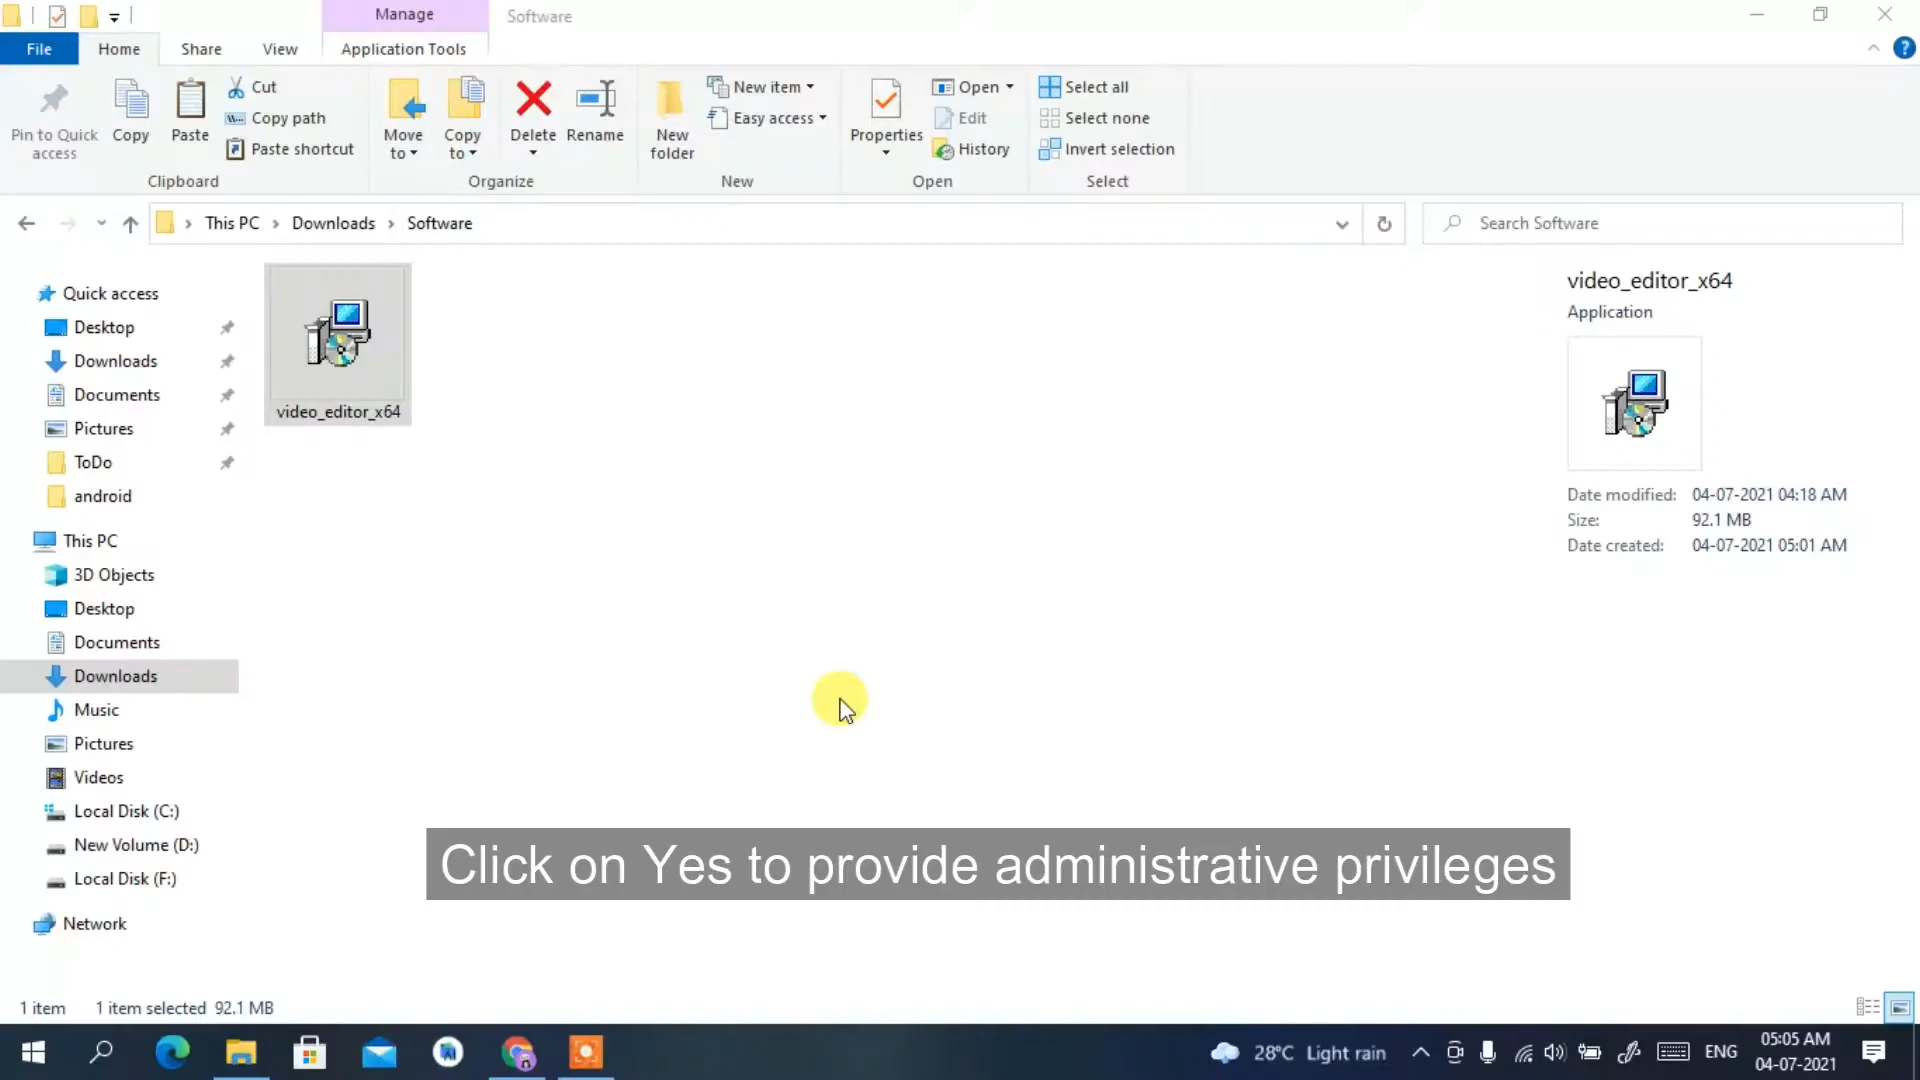 Manage
Software
File
Home
Share
View
Application Tools
Pin to Quick access
Copy
Paste
Cut
Copy path
Paste shortcut
Clipboard
Move to
Copy to
Delete
Rename
Organize
New folder
New item
Easy access
New
Properties
Open
Edit
History
Open
Select all
Select none
Invert selection
Select
This PC
Downloads
Software
Search Software
Quick access
Desktop
Downloads
Documents
Pictures
ToDo
android
This PC
3D Objects
Desktop
Documents
Downloads
Music
Pictures
Videos
Local Disk (C:)
New Volume (D:)
Local Disk (F:)
Network
video_editor_x64
video_editor_x64
Application
Date modified: 04-07-2021 04:18 AM
Size: 92.1 MB
Date created: 04-07-2021 05:01 AM
Click on Yes to provide administrative privileges
1 item 1 item selected 92.1 MB
28°C Light rain
ENG
05:05 AM
04-07-2021